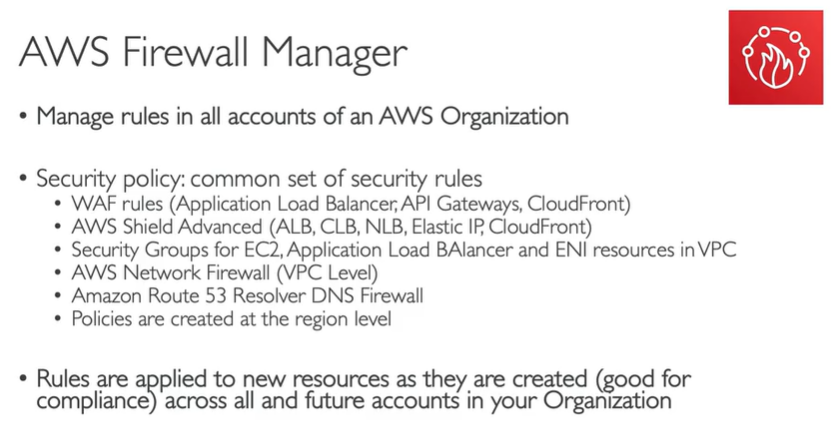 AWS Firewall Manager
• Manage rules in all accounts of an AWS Organization
• Security policy: common set of security rules
• WAF rules (Application Load Balancer, API Gateways, CloudFront)
• AWS Shield Advanced (ALB, CLB, NLB, Elastic IP, CloudFront)
• Security Groups for EC2, Application Load BAlancer and ENI resources in VPC
• AWS Network Firewall (VPC Level)
• Amazon Route 53 Resolver DNS Firewall
• Policies are created at the region level
• Rules are applied to new resources as they are created (good for
compliance) across all and future accounts in your Organization